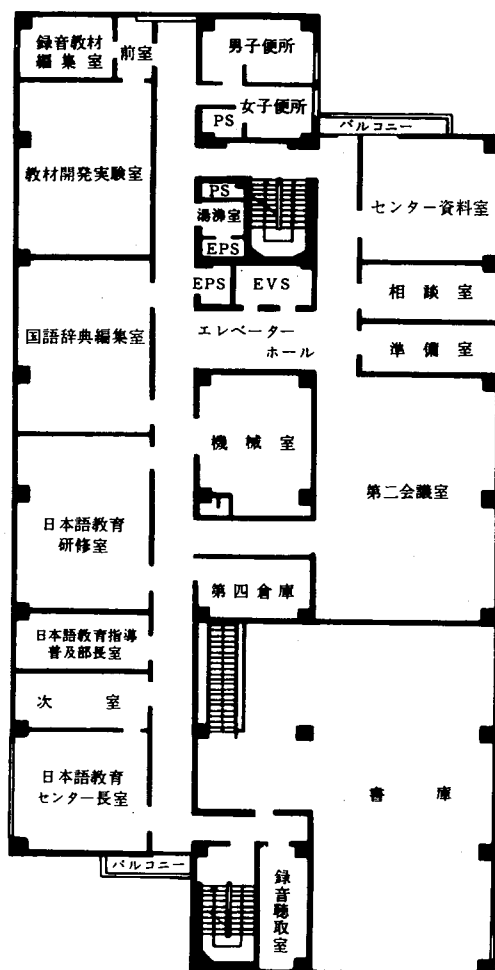 録音教材
編集室
前室
男子便所
女子便所
PS
バルコニー
教材開発実験室
PS
湯沸室
EPS
センター資料室
EPS
EVS
相談室
国語辞典編集室
エレベーター
ホール
準備室
機械室
第二会議室
日本語教育
研修室
第四倉庫
日本語教育指導
普及部長室
次室
日本語教育
センター長室
書庫
バルコニー
録音聴取室